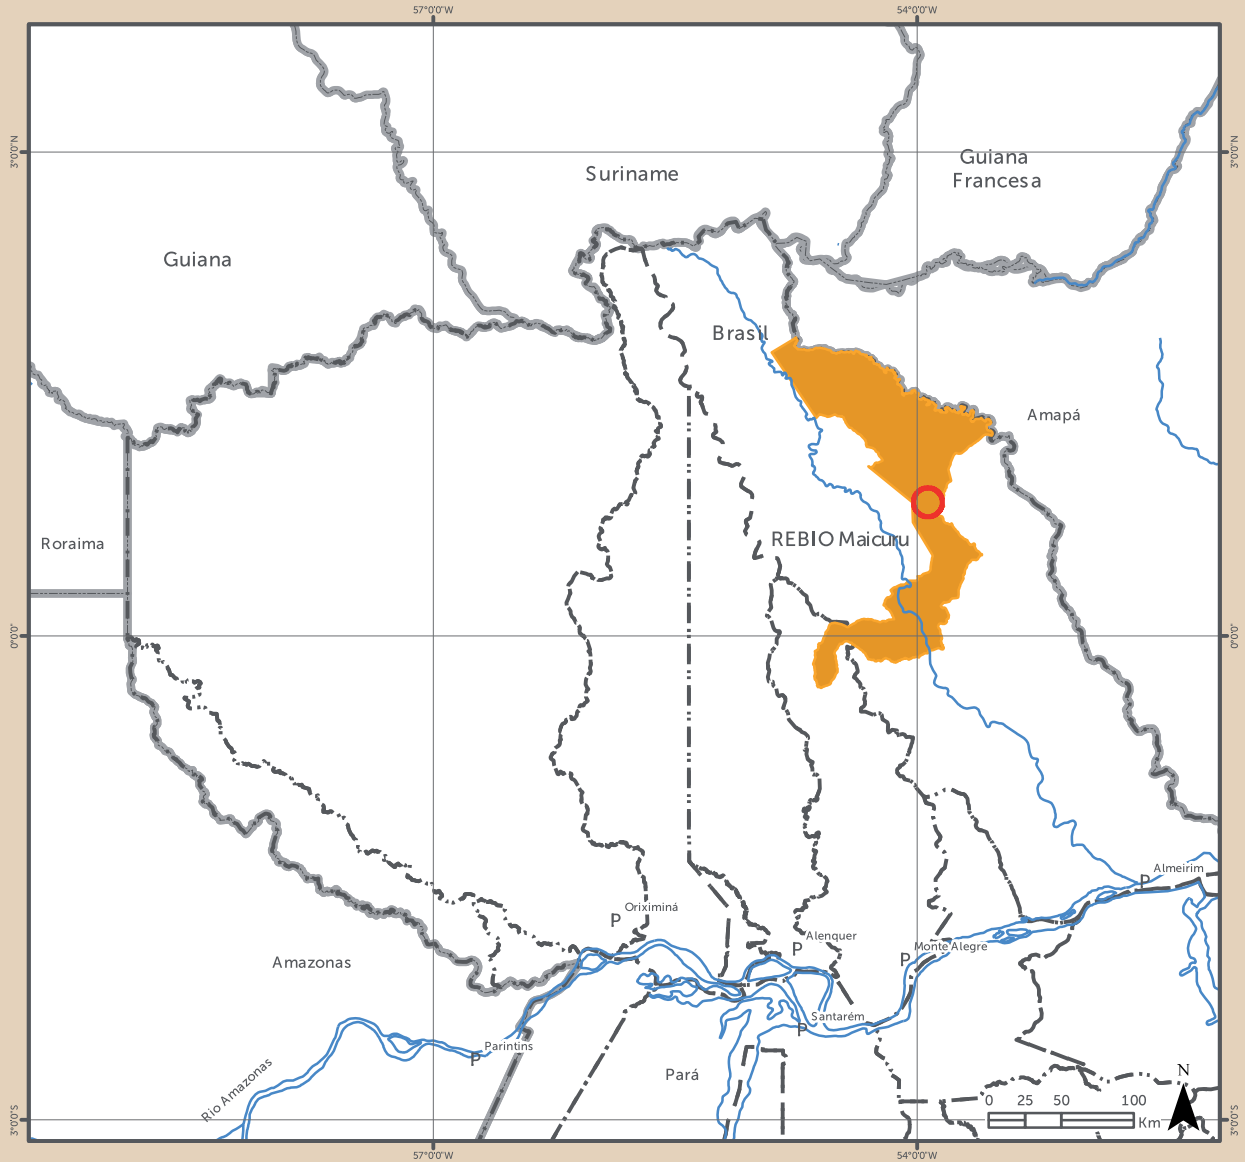 57°0'0"W
54°0'0"W
3°0'0"N
3°0'0"N
Guiana
Francesa
Suriname
Guiana
Brasil
Amapá
REBIO Maicuru
Roraima
0°0'0"
0°0'0"
Almeirim
P
Oriximiná
P
Alenquer
P
Monte Alegre
P
Amazonas
Santarém
P
Parintins
P
Pará
Rio Amazonas
N
0 25 50 100
Km
3°0'0"S
3°0'0"S
57°0'0"W
54°0'0"W